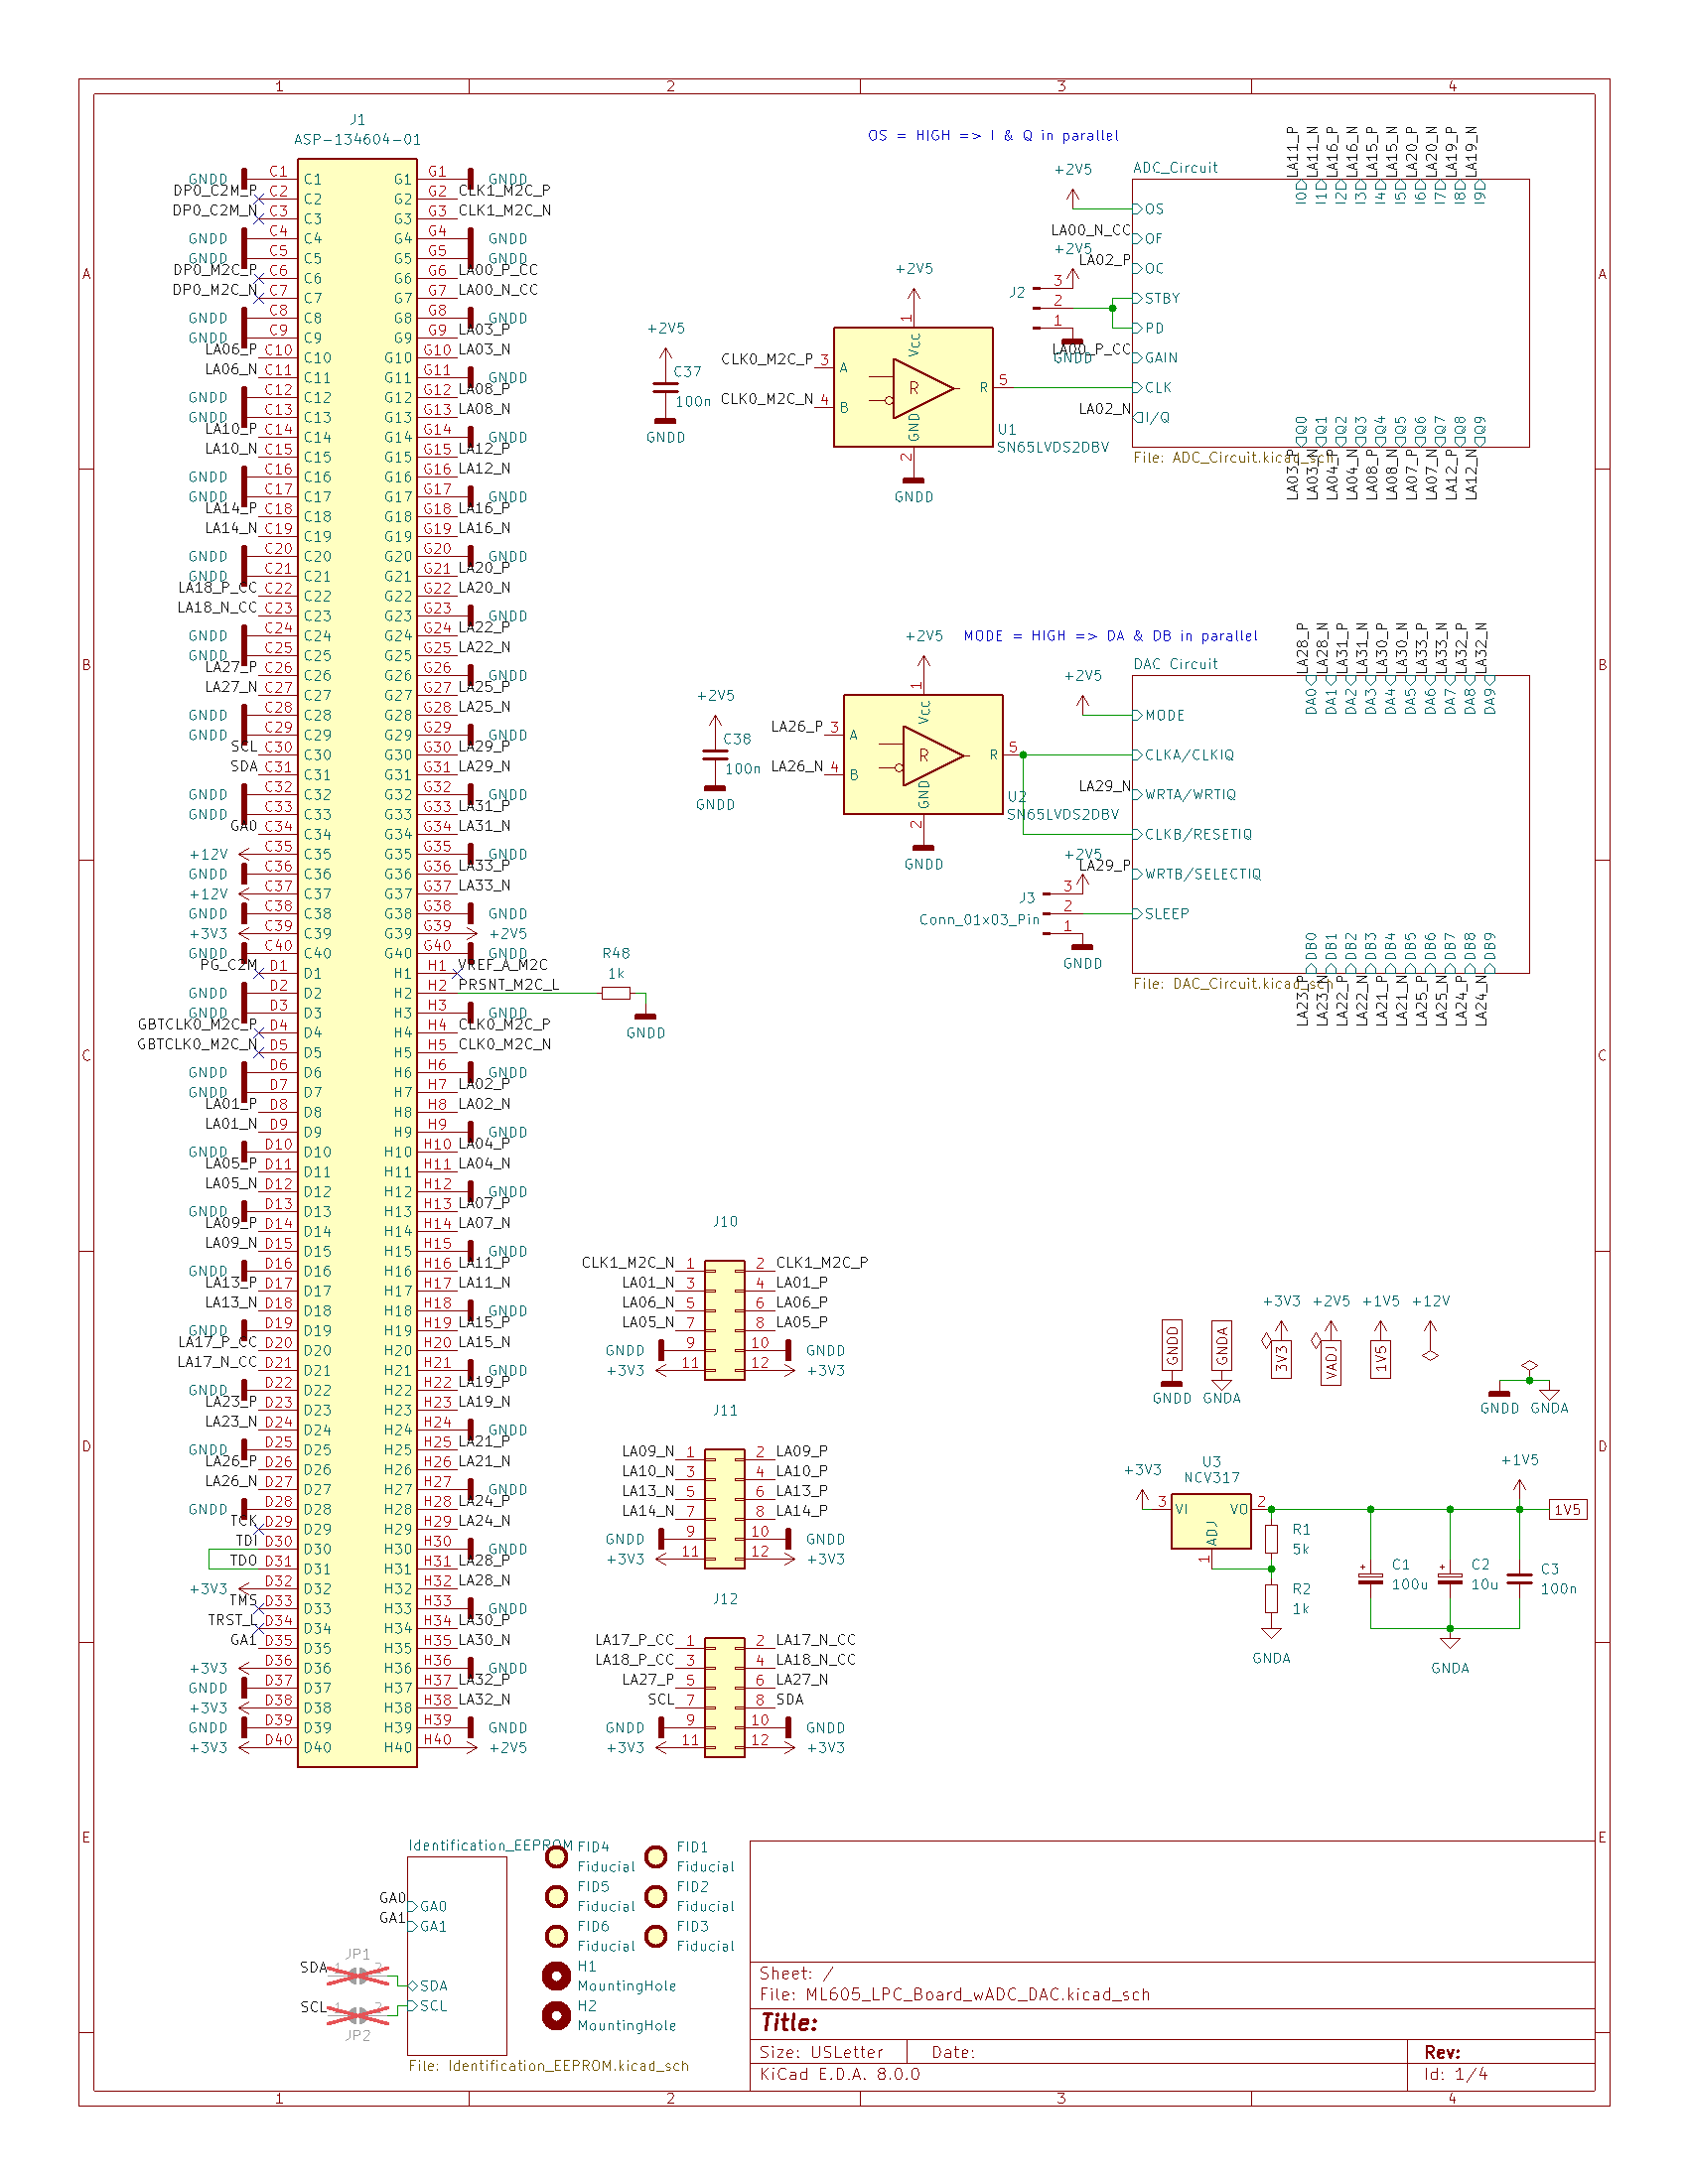 1 2 3 4
A B C D E
J1
ASP-134604-01
GNDD C1 C1 G1 G1 GNDD
DP0_C2M_P C2 C2 G2 G2 CLK1_M2C_P
DP0_C2M_N C3 C3 G3 G3 CLK1_M2C_N
GNDD C4 C4 G4 G4 GNDD
GNDD C5 C5 G5 G5 GNDD
DP0_M2C_P C6 C6 G6 G6 LA00_P_CC
DP0_M2C_N C7 C7 G7 G7 LA00_N_CC
GNDD C8 C8 G8 G8 GNDD
GNDD C9 C9 G9 G9 LA03_P
LA06_P C10 C10 G10 G10 LA03_N
LA06_N C11 C11 G11 G11 GNDD
GNDD C12 C12 G12 G12 LA08_P
GNDD C13 C13 G13 G13 LA08_N
LA10_P C14 C14 G14 G14 GNDD
LA10_N C15 C15 G15 G15 LA12_P
GNDD C16 C16 G16 G16 LA12_N
GNDD C17 C17 G17 G17 GNDD
LA14_P C18 C18 G18 G18 LA16_P
LA14_N C19 C19 G19 G19 LA16_N
GNDD C20 C20 G20 G20 GNDD
GNDD C21 C21 G21 G21 LA20_P
LA18_P_CC C22 C22 G22 G22 LA20_N
LA18_N_CC C23 C23 G23 G23 GNDD
GNDD C24 C24 G24 G24 LA22_P
GNDD C25 C25 G25 G25 LA22_N
LA27_P C26 C26 G26 G26 GNDD
LA27_N C27 C27 G27 G27 LA25_P
GNDD C28 C28 G28 G28 LA25_N
GNDD C29 C29 G29 G29 GNDD
SCL C30 C30 G30 G30 LA29_P
SDA C31 C31 G31 G31 LA29_N
GNDD C32 C32 G32 G32 GNDD
GNDD C33 C33 G33 G33 LA31_P
GA0 C34 C34 G34 G34 LA31_N
+12V C35 C35 G35 G35 GNDD
GNDD C36 C36 G36 G36 LA33_P
+12V C37 C37 G37 G37 LA33_N
GNDD C38 C38 G38 G38 GNDD
+3V3 C39 C39 G39 G39 +2V5
GNDD C40 C40 G40 G40 GNDD
PG_C2M D1 D1 H1 H1 VREF_A_M2C
GNDD D2 D2 H2 H2 PRSNT_M2C_L
GNDD D3 D3 H3 H3 GNDD
GBTCLK0_M2C_P D4 D4 H4 H4 CLK0_M2C_P
GBTCLK0_M2C_N D5 D5 H5 H5 CLK0_M2C_N
GNDD D6 D6 H6 H6 GNDD
GNDD D7 D7 H7 H7 LA02_P
LA01_P D8 D8 H8 H8 LA02_N
LA01_N D9 D9 H9 H9 GNDD
GNDD D10 D10 H10 H10 LA04_P
LA05_P D11 D11 H11 H11 LA04_N
LA05_N D12 D12 H12 H12 GNDD
GNDD D13 D13 H13 H13 LA07_P
LA09_P D14 D14 H14 H14 LA07_N
LA09_N D15 D15 H15 H15 GNDD
GNDD D16 D16 H16 H16 LA11_P
LA13_P D17 D17 H17 H17 LA11_N
LA13_N D18 D18 H18 H18 GNDD
GNDD D19 D19 H19 H19 LA15_P
LA17_P_CC D20 D20 H20 H20 LA15_N
LA17_N_CC D21 D21 H21 H21 GNDD
GNDD D22 D22 H22 H22 LA19_P
LA23_P D23 D23 H23 H23 LA19_N
LA23_N D24 D24 H24 H24 GNDD
GNDD D25 D25 H25 H25 LA21_P
LA26_P D26 D26 H26 H26 LA21_N
LA26_N D27 D27 H27 H27 GNDD
GNDD D28 D28 H28 H28 LA24_P
TCK D29 D29 H29 H29 LA24_N
TDI D30 D30 H30 H30 GNDD
TDO D31 D31 H31 H31 LA28_P
+3V3 D32 D32 H32 H32 LA28_N
TMS D33 D33 H33 H33 GNDD
TRST_L D34 D34 H34 H34 LA30_P
GA1 D35 D35 H35 H35 LA30_N
+3V3 D36 D36 H36 H36 GNDD
GNDD D37 D37 H37 H37 LA32_P
+3V3 D38 D38 H38 H38 LA32_N
GNDD D39 D39 H39 H39 GNDD
+3V3 D40 D40 H40 H40 +2V5
R48
1k
GNDD
OS = HIGH => I & Q in parallel
+2V5
C37
100n
GNDD
+2V5
CLK0_M2C_P 3 A
CLK0_M2C_N 4 B
1 Vcc
R
R 5
GND 2
U1
SN65LVDS2DBV
GNDD
ADC_Circuit
LA11_P LA11_N LA16_P LA16_N LA15_P LA15_N LA20_P LA20_N LA19_P LA19_N
I0 I1 I2 I3 I4 I5 I6 I7 I8 I9
+2V5
OS
LA00_N_CC OF
+2V5
LA02_P OC
J2
3
2
1
STBY
PD
GNDD
LA00_P_CC GAIN
CLK
LA02_N I/Q
Q0 Q1 Q2 Q3 Q4 Q5 Q6 Q7 Q8 Q9
File: ADC_Circuit.kicad_sch
LA03_P LA03_N LA04_P LA04_N LA08_P LA08_N LA07_P LA07_N LA12_P LA12_N
MODE = HIGH => DA & DB in parallel
+2V5
C38
100n
GNDD
+2V5
LA26_P 3 A
LA26_N 4 B
1 Vcc
R
R 5
GND 2
U2
SN65LVDS2DBV
GNDD
DAC Circuit
LA28_P LA28_N LA31_P LA31_N LA30_P LA30_N LA33_P LA33_N LA32_P LA32_N
DA0 DA1 DA2 DA3 DA4 DA5 DA6 DA7 DA8 DA9
+2V5
MODE
CLKA/CLKIQ
LA29_N WRTA/WRTIQ
CLKB/RESETIQ
+2V5
LA29_P WRTB/SELECTIQ
J3
Conn_01x03_Pin
3
2
1
SLEEP
GNDD
DB0 DB1 DB2 DB3 DB4 DB5 DB6 DB7 DB8 DB9
File: DAC_Circuit.kicad_sch
LA23_P LA23_N LA22_P LA22_N LA21_P LA21_N LA25_P LA25_N LA24_P LA24_N
J10
CLK1_M2C_N 1 2 CLK1_M2C_P
LA01_N 3 4 LA01_P
LA06_N 5 6 LA06_P
LA05_N 7 8 LA05_P
GNDD 9 10 GNDD
+3V3 11 12 +3V3
J11
LA09_N 1 2 LA09_P
LA10_N 3 4 LA10_P
LA13_N 5 6 LA13_P
LA14_N 7 8 LA14_P
GNDD 9 10 GNDD
+3V3 11 12 +3V3
J12
LA17_P_CC 1 2 LA17_N_CC
LA18_P_CC 3 4 LA18_N_CC
LA27_P 5 6 LA27_N
SCL 7 8 SDA
GNDD 9 10 GNDD
+3V3 11 12 +3V3
+3V3 +2V5 +1V5 +12V
GNDD GNDA 3V3 VADJ 1V5
GNDD GNDA
GNDD GNDA
+3V3
U3
NCV317
3 VI VO 2
ADJ
1
R1
5k
R2
1k
GNDA
C1
100u
C2
10u
C3
100n
+1V5
1V5
GNDA
Identification_EEPROM
GA0 GA0
GA1 GA1
SDA JP1 1 2 SDA
SCL 1 2 JP2 SCL
File: Identification_EEPROM.kicad_sch
FID4
Fiducial
FID1
Fiducial
FID5
Fiducial
FID2
Fiducial
FID6
Fiducial
FID3
Fiducial
H1
MountingHole
H2
MountingHole
Sheet: /
File: ML605_LPC_Board_wADC_DAC.kicad_sch
Title:
Size: USLetter Date: Rev:
KiCad E.D.A. 8.0.0 Id: 1/4
1 2 3 4
A B C D E